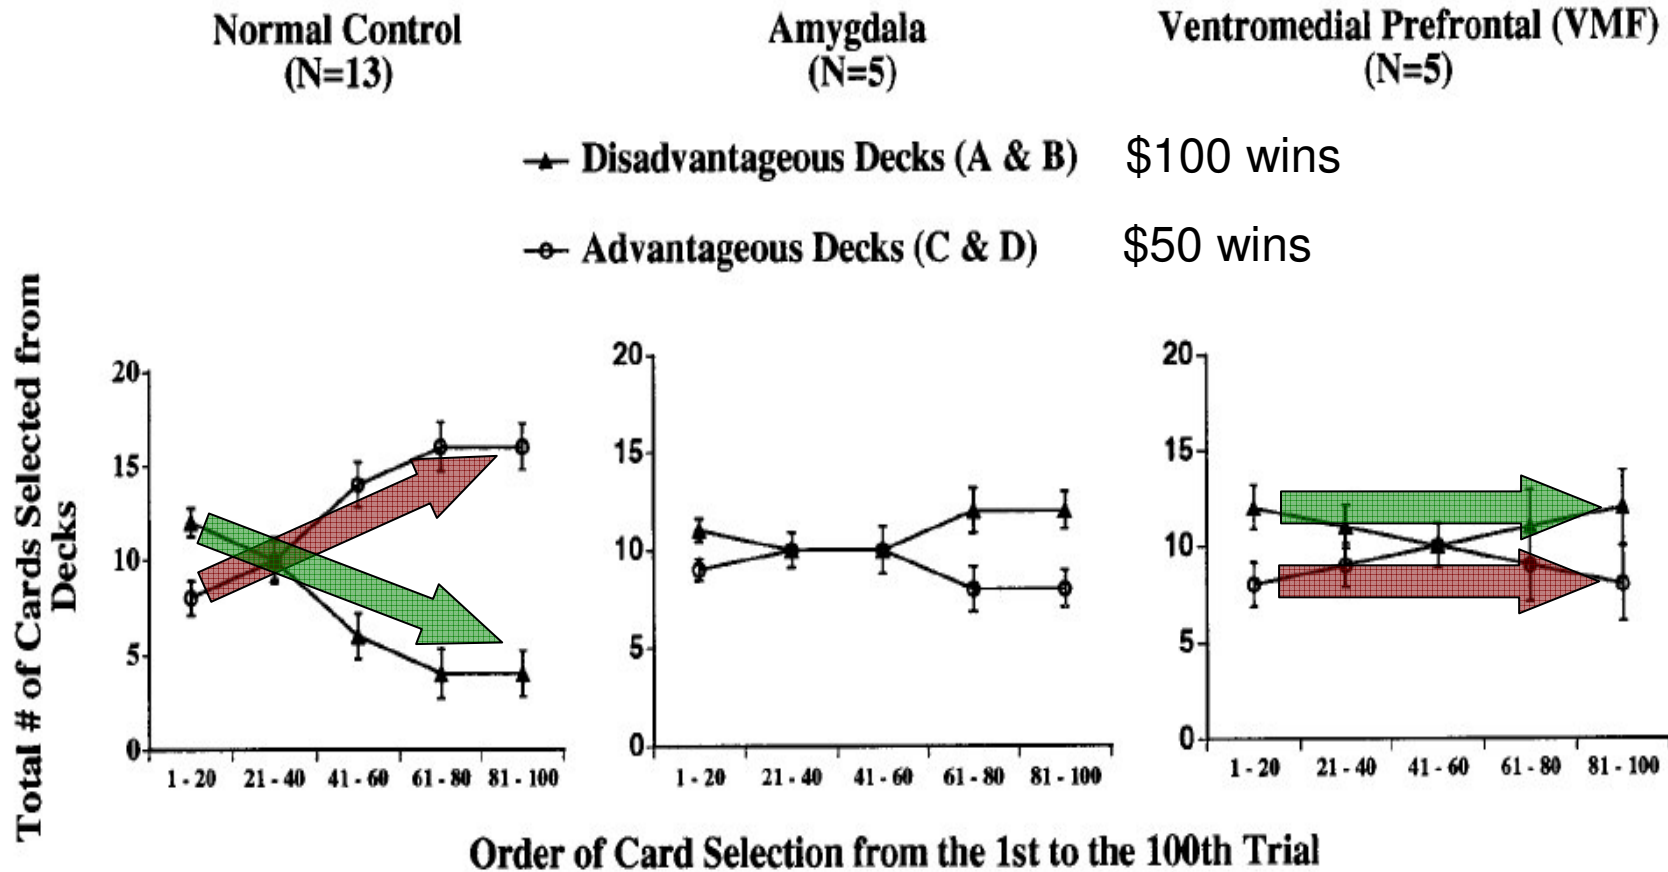 Normal Control
(N=13)
Amygdala
(N=5)
Ventromedial Prefrontal (VMF)
(N=5)
Disadvantageous Decks (A & B) $100 wins
Advantageous Decks (C & D) $50 wins
Total # of Cards Selected from
Decks
20
15
10
5
0
1 - 20 21 - 40 41 - 60 61 - 80 81 - 100
20
15
10
5
0
1 - 20 21 - 40 41 - 60 61 - 80 81 - 100
20
15
10
5
0
1 - 20 21 - 40 41 - 60 61 - 80 81 - 100
Order of Card Selection from the 1st to the 100th Trial